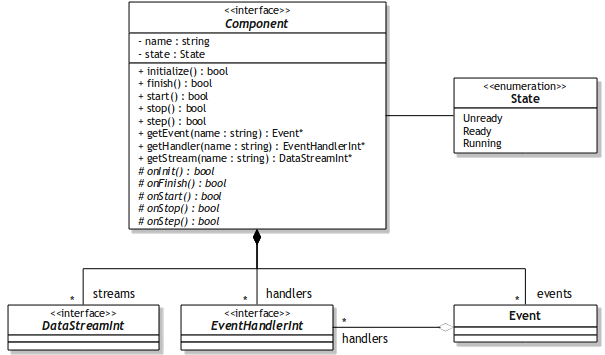 <<interface>>
Component
- name : string
- state : State
+ initialize() : bool
+ finish() : bool
+ start() : bool
+ stop() : bool
+ step() : bool
+ getEvent(name : string) : Event*
+ getHandler(name : string) : EventHandlerInt*
+ getStream(name : string) : DataStreamInt*
# onInit() : bool
# onFinish() : bool
# onStart() : bool
# onStop() : bool
# onStep() : bool
<<enumeration>>
State
Unready
Ready
Running
* streams
* handlers
* events
<<interface>>
DataStreamInt
<<interface>>
EventHandlerInt
Event
*
handlers